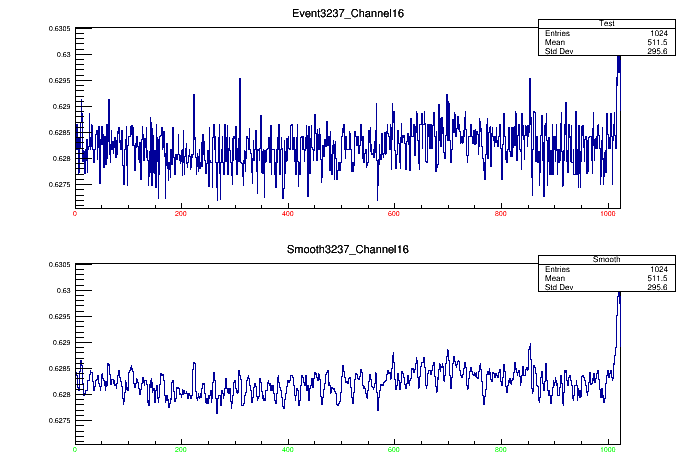 Event3237_Channel16
Test
Entries 1024
Mean 511.5
Std Dev 295.6
0.6305
0.63
0.6295
0.629
0.6285
0.628
0.6275
0 200 400 600 800 1000
Smooth3237_Channel16
Smooth
Entries 1024
Mean 511.5
Std Dev 295.6
0.6305
0.63
0.6295
0.629
0.6285
0.628
0.6275
0 200 400 600 800 1000